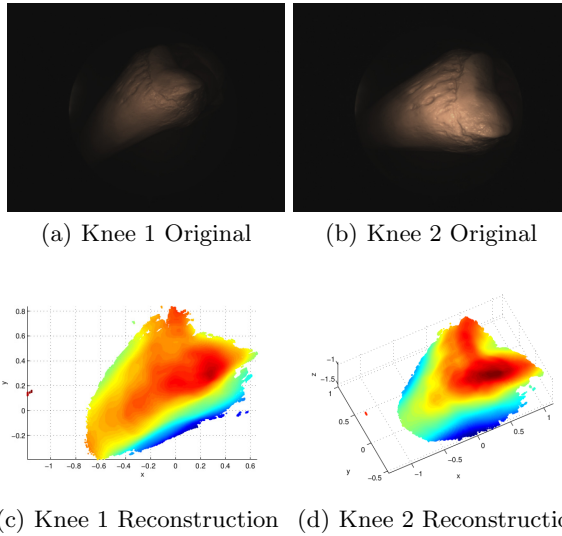 (a) Knee 1 Original (b) Knee 2 Original
0.8
0.6
0.4
y 0.2
0
-0.2
-1 -0.8 -0.6 -0.4 -0.2 0 0.2 0.4 0.6
x
z -1
-1.5
1
0.5
y 0
-0.5
-1 -0.5 0 0.5 1
x
(c) Knee 1 Reconstruction (d) Knee 2 Reconstructio